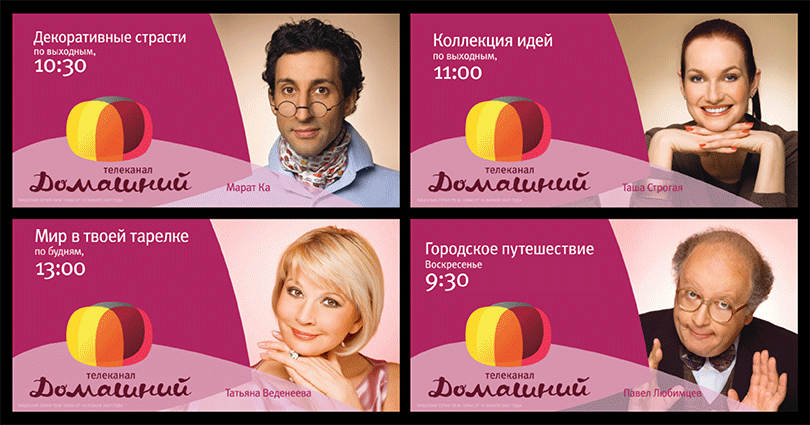 Декоративные страсти
по выходным,
10:30
телеканал
Домашний
Марат Ка
Коллекция идей
по выходным,
11:00
телеканал
Домашний
Таша Строгая
Мир в твоей тарелке
по будням,
13:00
телеканал
Домашний
Татьяна Веденеева
Городское путешествие
Воскресенье
9:30
телеканал
Домашний
Павел Любимцев